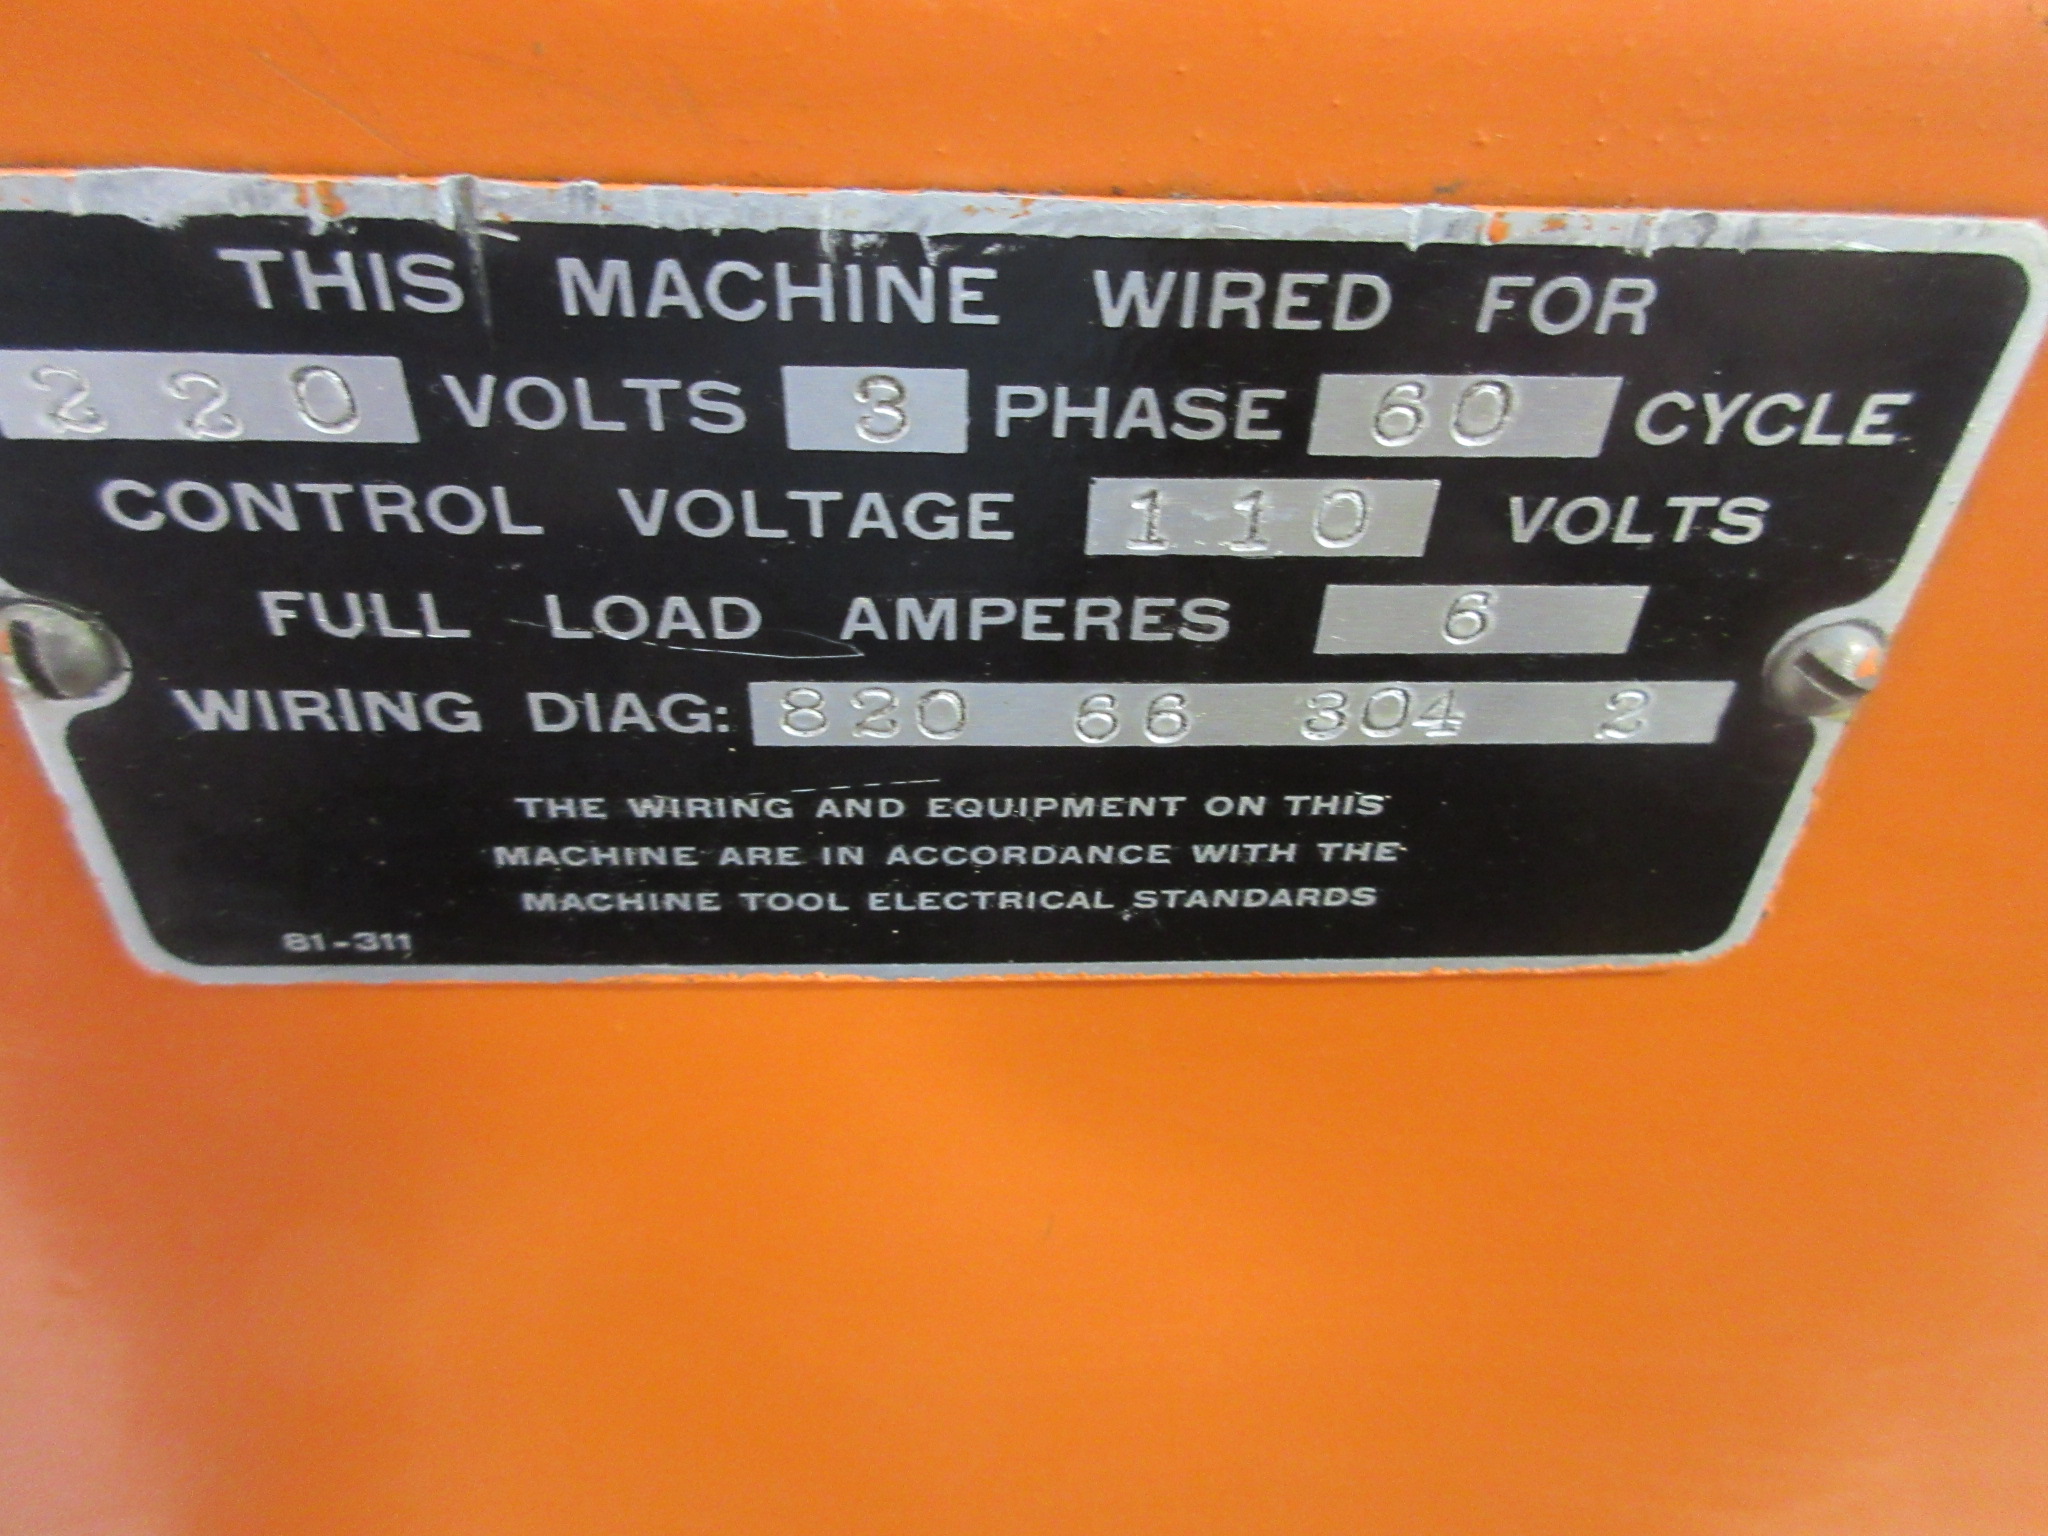 THIS MACHINE WIRED FOR
220 VOLTS 3 PHASE 60 CYCLE
CONTROL VOLTAGE 110 VOLTS
FULL LOAD AMPERES 6
WIRING DIAG: 820 66 304 2
THE WIRING AND EQUIPMENT ON THIS
MACHINE ARE IN ACCORDANCE WITH THE
MACHINE TOOL ELECTRICAL STANDARDS
81-311